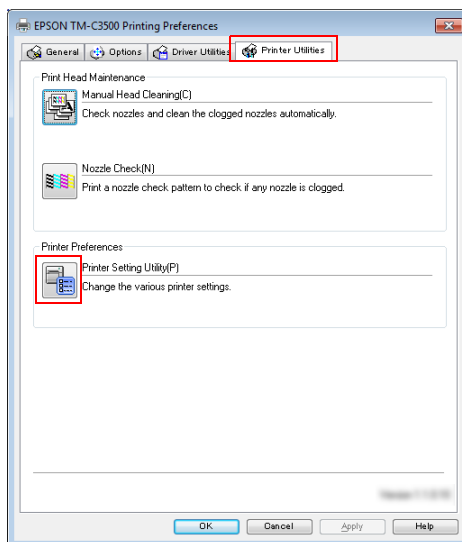 EPSON TM-C3500 Printing Preferences
General Options Driver Utilities Printer Utilities
Print Head Maintenance
Manual Head Cleaning(C)
Check nozzles and clean the clogged nozzles automatically.
Nozzle Check(N)
Print a nozzle check pattern to check if any nozzle is clogged.
Printer Preferences
Printer Setting Utility(P)
Change the various printer settings.
OK Cancel Apply Help